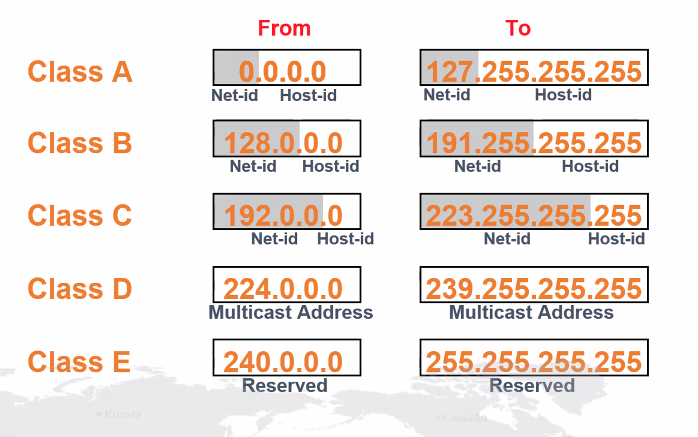 From To
Class A 0.0.0.0 127.255.255.255
Net-id Host-id Net-id Host-id
Class B 128.0.0.0 191.255.255.255
Net-id Host-id Net-id Host-id
Class C 192.0.0.0 223.255.255.255
Net-id Host-id Net-id Host-id
Class D 224.0.0.0 239.255.255.255
Multicast Address Multicast Address
Class E 240.0.0.0 255.255.255.255
Reserved Reserved
Russia Canada